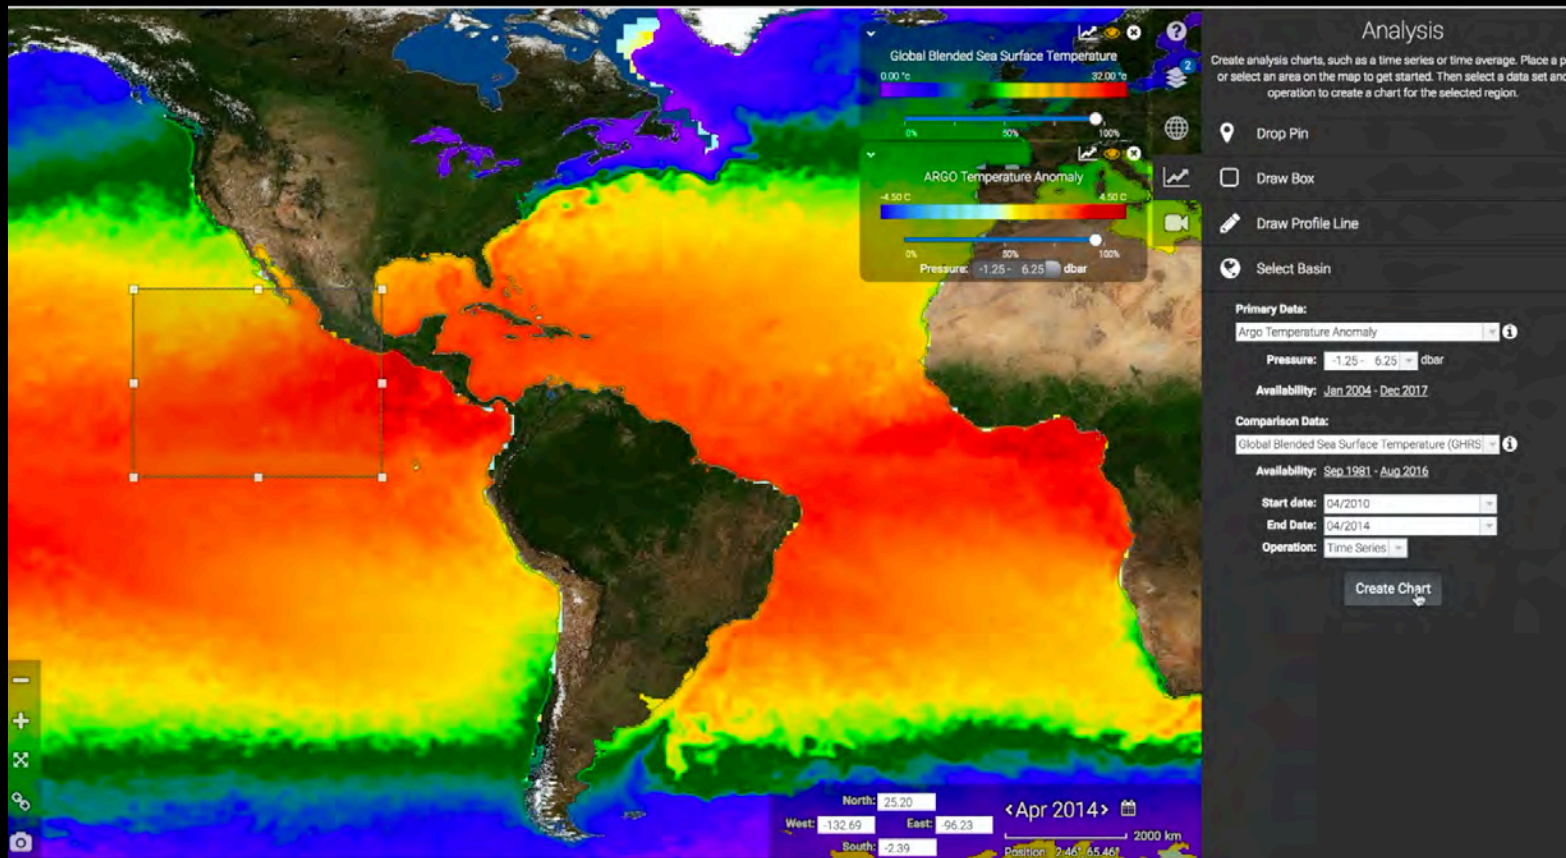 Global Blended Sea Surface Temperature
0.00 °c 32.00 °c
0% 50% 100%
ARGO Temperature Anomaly
-4.50 C 4.50 C
0% 50% 100%
Pressure: -1.25 - 6.25 dbar
2
Analysis
Create analysis charts, such as a time series or time average. Place a
or select an area on the map to get started. Then select a data set
operation to create a chart for the selected region.
Drop Pin
Draw Box
Draw Profile Line
Select Basin
Primary Data:
Argo Temperature Anomaly
Pressure: -1.25 - 6.25 dbar
Availability: Jan 2004 - Dec 2017
Comparison Data:
Global Blended Sea Surface Temperature (GHRS
Availability: Sep 1981 - Aug 2016
Start date: 04/2010
End Date: 04/2014
Operation: Time Series
Create Chart
North: 25.20
West: -132.69 East: -96.23
South: -2.39
<Apr 2014>
2000 km
Position: 2.46° 65.46°